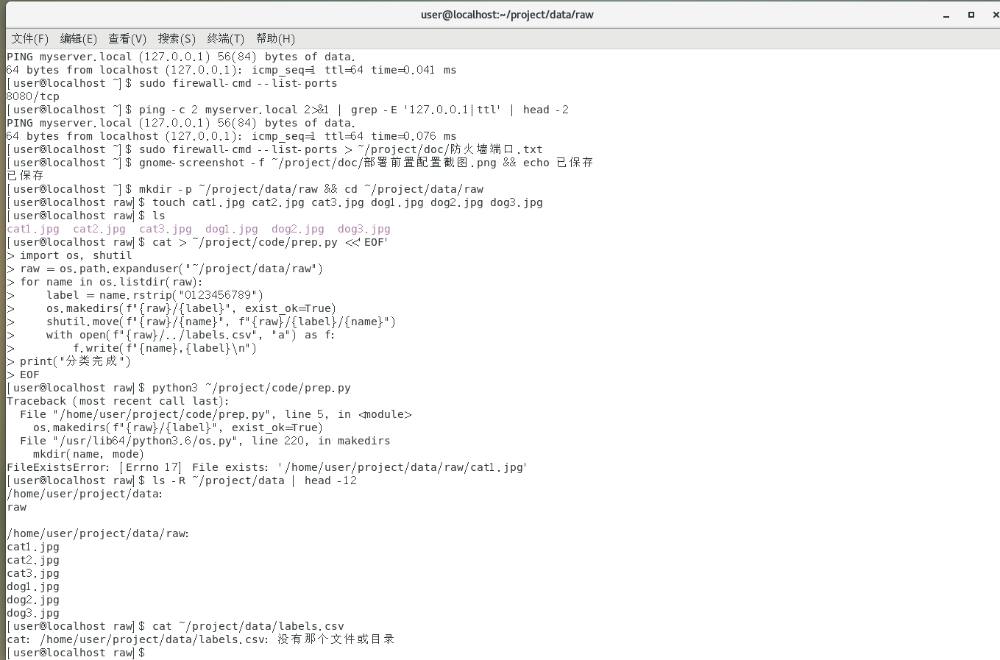 user@localhost:~/project/data/raw
文件(F) 编辑(E) 查看(V) 搜索(S) 终端(T) 帮助(H)
PING myserver.local (127.0.0.1) 56(84) bytes of data.
64 bytes from localhost (127.0.0.1): icmp_seq=1 ttl=64 time=0.041 ms
[user@localhost ~]$ sudo firewall-cmd --list-ports
8080/tcp
[user@localhost ~]$ ping -c 2 myserver.local 2>&1 | grep -E '127.0.0.1|ttl' | head -2
PING myserver.local (127.0.0.1) 56(84) bytes of data.
64 bytes from localhost (127.0.0.1): icmp_seq=1 ttl=64 time=0.076 ms
[user@localhost ~]$ sudo firewall-cmd --list-ports > ~/project/doc/防火墙端口.txt
[user@localhost ~]$ gnome-screenshot -f ~/project/doc/部署前置配置截图.png && echo 已保存
已保存
[user@localhost ~]$ mkdir -p ~/project/data/raw && cd ~/project/data/raw
[user@localhost raw]$ touch cat1.jpg cat2.jpg cat3.jpg dog1.jpg dog2.jpg dog3.jpg
[user@localhost raw]$ ls
cat1.jpg  cat2.jpg  cat3.jpg  dog1.jpg  dog2.jpg  dog3.jpg
[user@localhost raw]$ cat > ~/project/code/prep.py <<'EOF'
> import os, shutil
> raw = os.path.expanduser("~/project/data/raw")
> for name in os.listdir(raw):
>     label = name.rstrip("0123456789")
>     os.makedirs(f"{raw}/{label}", exist_ok=True)
>     shutil.move(f"{raw}/{name}", f"{raw}/{label}/{name}")
>     with open(f"{raw}/../labels.csv", "a") as f:
>         f.write(f"{name},{label}\n")
> print("分类完成")
> EOF
[user@localhost raw]$ python3 ~/project/code/prep.py
Traceback (most recent call last):
  File "/home/user/project/code/prep.py", line 5, in <module>
    os.makedirs(f"{raw}/{label}", exist_ok=True)
  File "/usr/lib64/python3.6/os.py", line 220, in makedirs
    mkdir(name, mode)
FileExistsError: [Errno 17] File exists: '/home/user/project/data/raw/cat1.jpg'
[user@localhost raw]$ ls -R ~/project/data | head -12
/home/user/project/data:
raw

/home/user/project/data/raw:
cat1.jpg
cat2.jpg
cat3.jpg
dog1.jpg
dog2.jpg
dog3.jpg
[user@localhost raw]$ cat ~/project/data/labels.csv
cat: /home/user/project/data/labels.csv: 没有那个文件或目录
[user@localhost raw]$